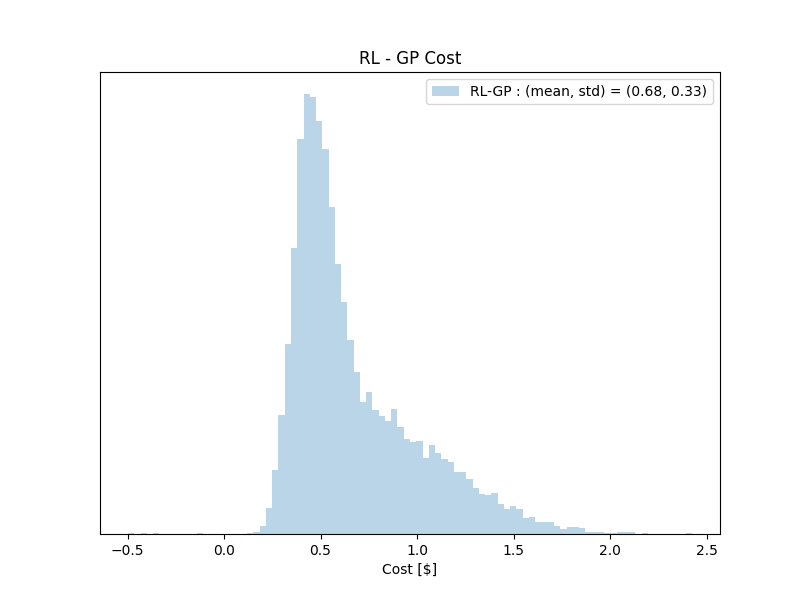 RL - GP Cost
RL-GP : (mean, std) = (0.68, 0.33)
−0.5 0.0 0.5 1.0 1.5 2.0 2.5
Cost [$]